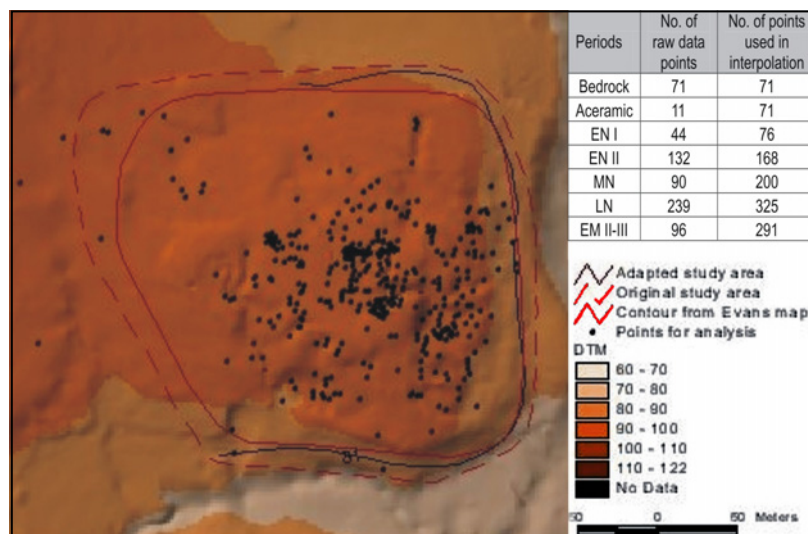 Periods No. of raw data points No. of points used in interpolation
Bedrock 71 71
Aceramic 11 71
EN I 44 76
EN II 132 168
MN 90 200
LN 239 325
EM II-III 96 291
Adapted study area
Original study area
Contour from Evans map
Points for analysis
DTM
60 - 70
70 - 80
80 - 90
90 - 100
100 - 110
110 - 122
No Data
0 60 Meters